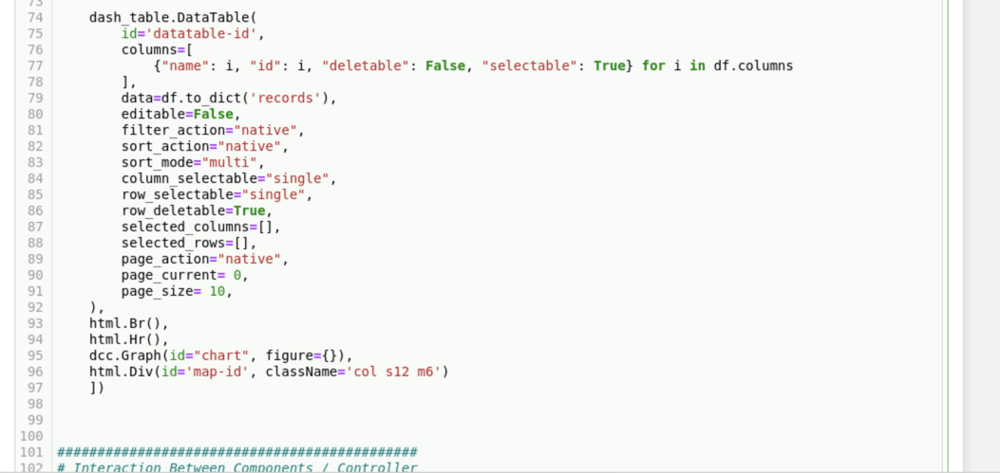 73
74     dash_table.DataTable(
75         id='datatable-id',
76         columns=[
77             {"name": i, "id": i, "deletable": False, "selectable": True} for i in df.columns
78         ],
79         data=df.to_dict('records'),
80         editable=False,
81         filter_action="native",
82         sort_action="native",
83         sort_mode="multi",
84         column_selectable="single",
85         row_selectable="single",
86         row_deletable=True,
87         selected_columns=[],
88         selected_rows=[],
89         page_action="native",
90         page_current= 0,
91         page_size= 10,
92     ),
93     html.Br(),
94     html.Hr(),
95     dcc.Graph(id="chart", figure={}),
96     html.Div(id='map-id', className='col s12 m6')
97     ])
98
99
100
101 #############################################
102 # Interaction Between Components / Controller